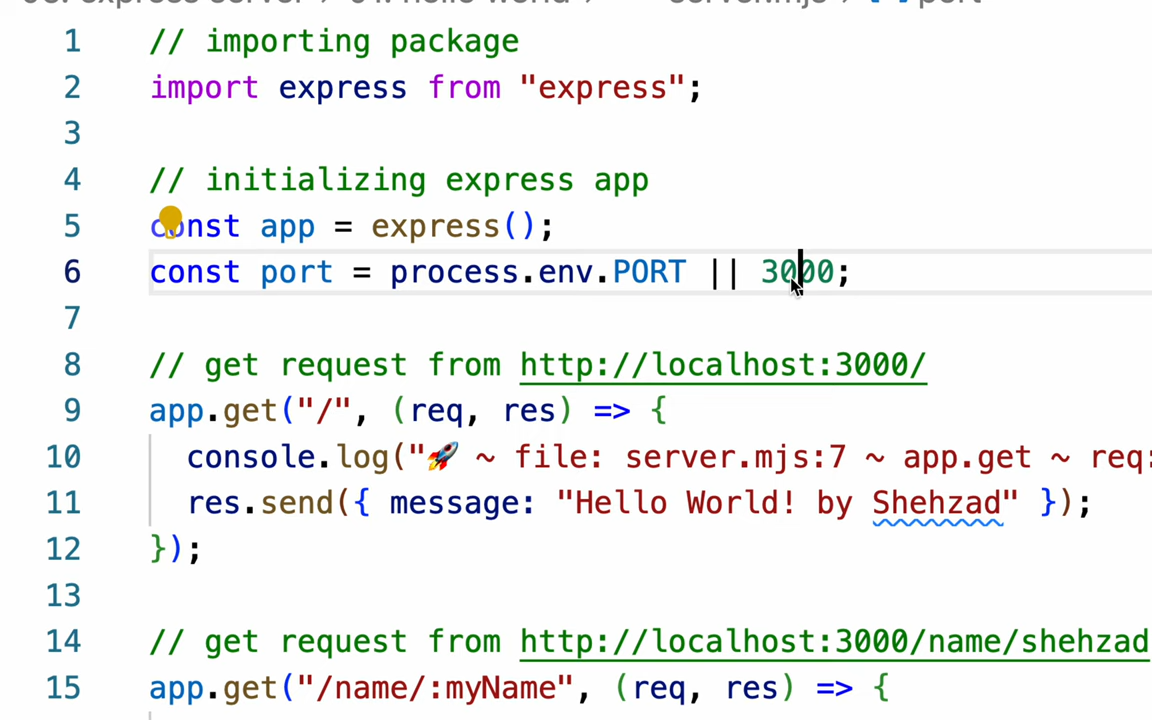 server.mjs port
1 // importing package
2 import express from "express";
3
4 // initializing express app
5 const app = express();
6 const port = process.env.PORT || 3000;
7
8 // get request from http://localhost:3000/
9 app.get("/", (req, res) => {
10 console.log("🚀 ~ file: server.mjs:7 ~ app.get ~ req:
11 res.send({ message: "Hello World! by Shehzad" });
12 });
13
14 // get request from http://localhost:3000/name/shehzad
15 app.get("/name/:myName", (req, res) => {